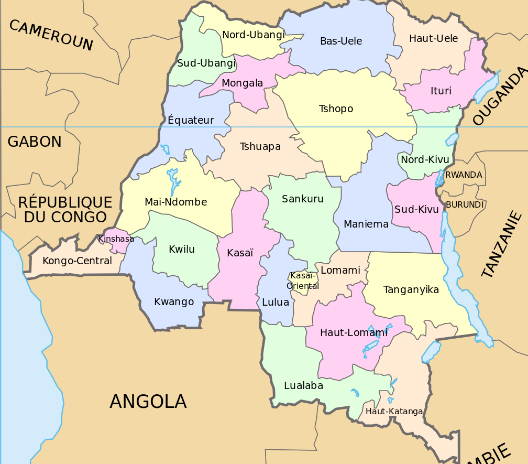 Nord-Ubangi
Bas-Uele
Haut-Uele
CAMEROUN
Sud-Ubangi
Mongala
Ituri
OUGANDA
Tshopo
Équateur
GABON
Tshuapa
Nord-Kivu
RWANDA
RÉPUBLIQUE
DU CONGO
Mai-Ndombe
Sankuru
Sud-Kivu
BURUNDI
Maniema
TANZANIE
Kinshasa
Kwilu
Kasaï
Kongo-Central
Lomami
Kasai
Oriental
Tanganyika
Kwango
Lulua
Haut-Lomami
Lualaba
ANGOLA
Haut-Katanga
MBIE